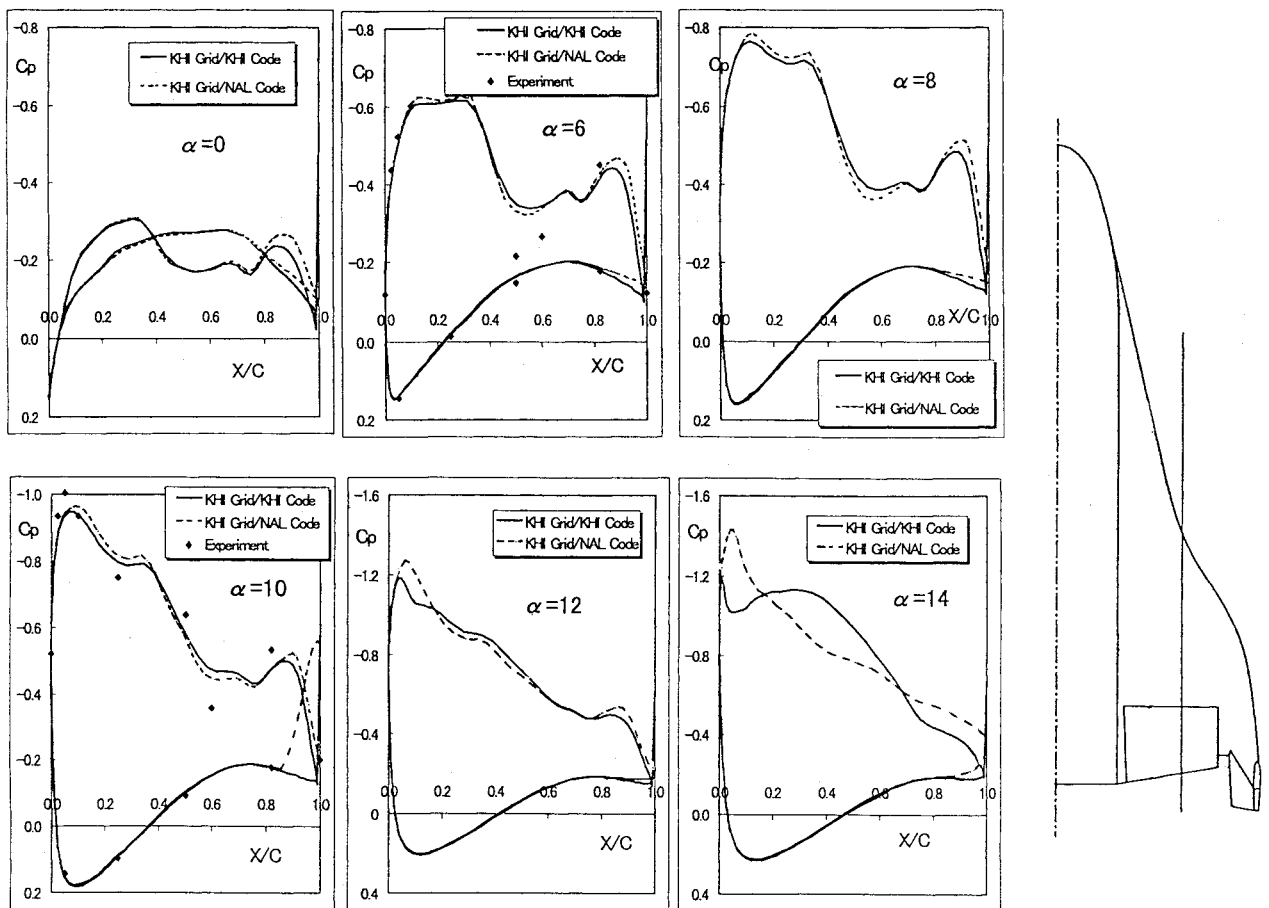 -0.8
Cp
-0.6
-0.4
-0.2
0.0
0.2
KHI Grid/KHI Code
KHI Grid/NAL Code
α=0
0.0 0.2 0.4 0.6 0.8 1.0
X/C
-0.8
Cp
-0.6
-0.4
-0.2
0.0
0.2
KHI Grid/KHI Code
KHI Grid/NAL Code
Experiment
α=6
0.0 0.2 0.4 0.6 0.8 1.0
X/C
-0.8
Cp
-0.6
-0.4
-0.2
0.0
0.2
α=8
0.0 0.2 0.4 0.6 0.8 1.0
X/C
KHI Grid/KHI Code
KHI Grid/NAL Code
-1.0
Cp
-0.8
-0.6
-0.4
-0.2
0.0
0.2
KHI Grid/KHI Code
KHI Grid/NAL Code
Experiment
α=10
0.0 0.2 0.4 0.6 0.8 1.0
X/C
-1.6
Cp
-1.2
-0.8
-0.4
0
0.4
KHI Grid/KHI Code
KHI Grid/NAL Code
α=12
0.0 0.2 0.4 0.6 0.8 1.0
X/C
-1.6
Cp
-1.2
-0.8
-0.4
0
0.4
KHI Grid/KHI Code
KHI Grid/NAL Code
α=14
0.0 0.2 0.4 0.6 0.8 1.0
X/C